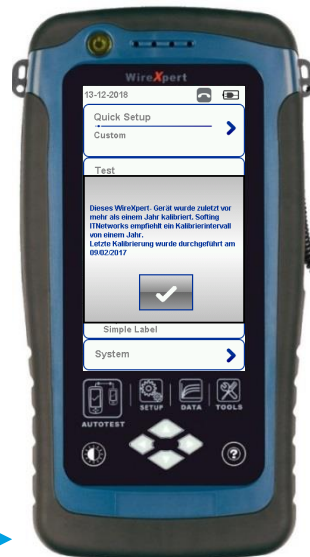 WireXpert
13-12-2018
Quick Setup
Custom
Test
Dieses WireXpert- Gerät wurde zuletzt vor
mehr als einem Jahr kalibriert. Softing
ITNetworks empfiehlt ein Kalibrierintervall
von einem Jahr.
Letzte Kalibrierung wurde durchgeführt am
09/02/2017
Simple Label
System
AUTOTEST
SETUP
DATA
TOOLS
?